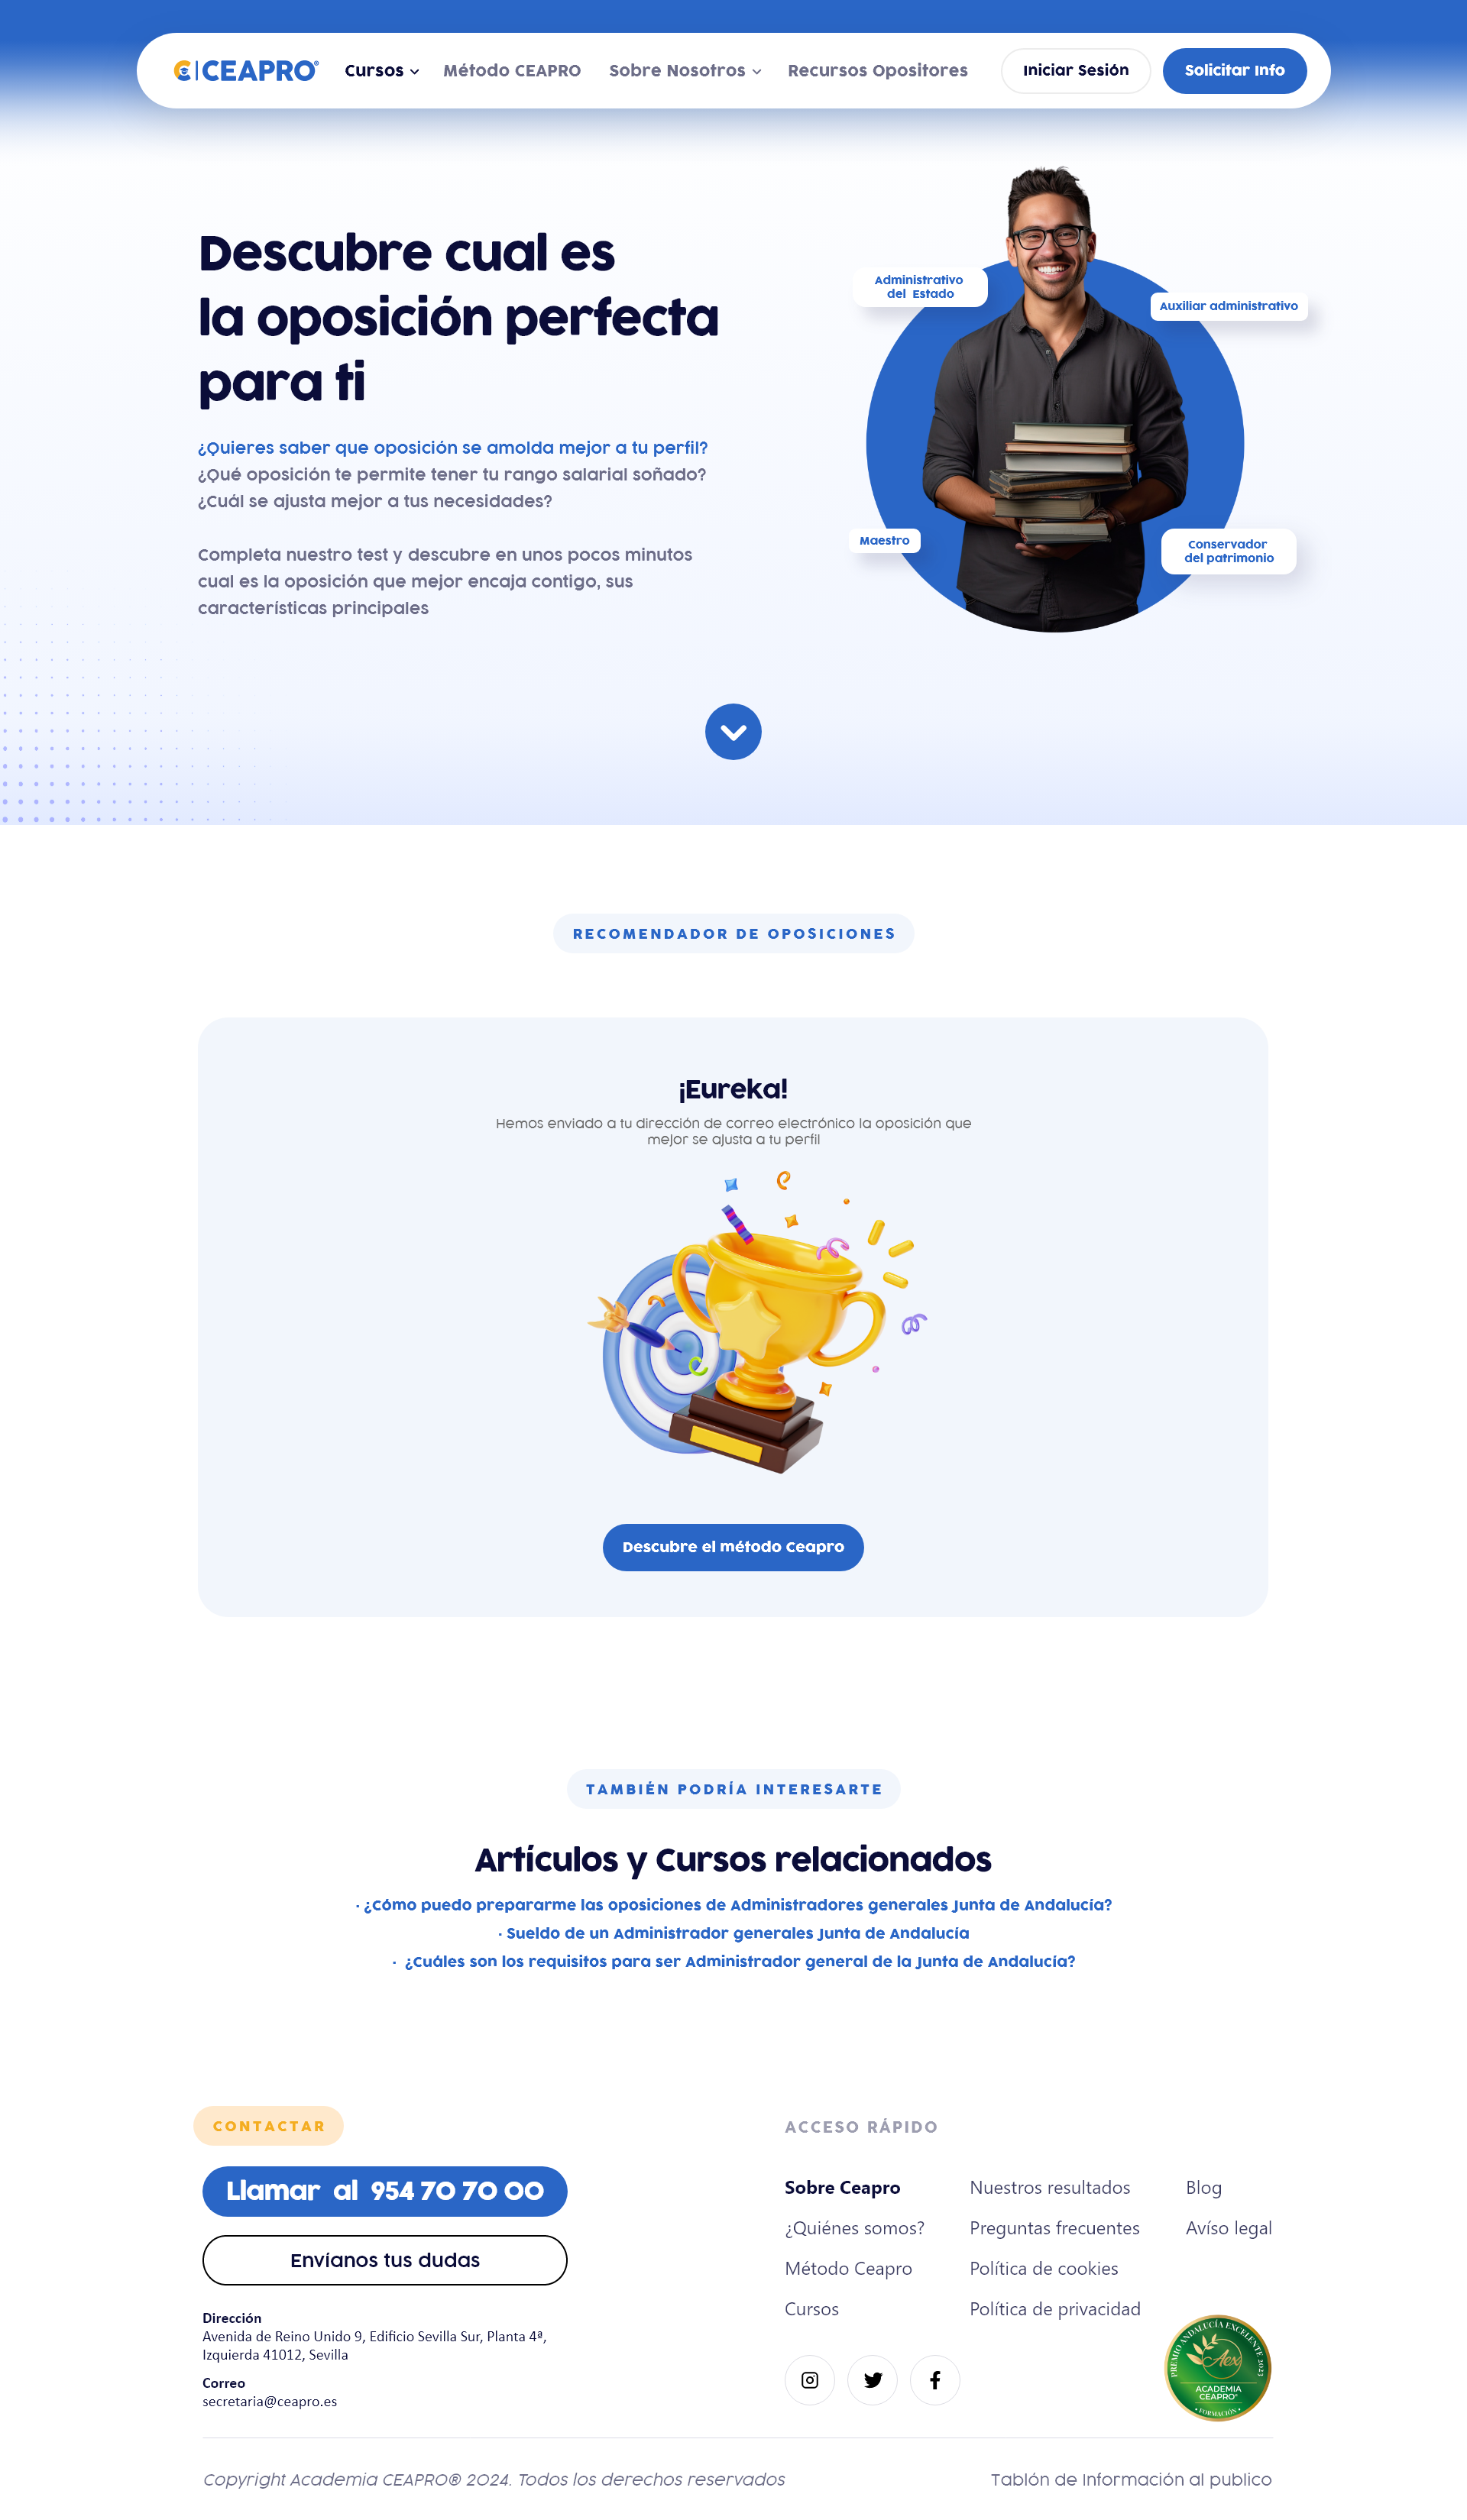 CEAPRO®
Cursos
Método CEAPRO
Sobre Nosotros
Recursos Opositores
Iniciar Sesión
Solicitar Info
Descubre cual es
la oposición perfecta
para ti
¿Quieres saber que oposición se amolda mejor a tu perfil?
¿Qué oposición te permite tener tu rango salarial soñado?
¿Cuál se ajusta mejor a tus necesidades?
Completa nuestro test y descubre en unos pocos minutos
cual es la oposición que mejor encaja contigo, sus
características principales
Administrativo
del Estado
Auxiliar administrativo
Maestro
Conservador
del patrimonio
RECOMENDADOR DE OPOSICIONES
¡Eureka!
Hemos enviado a tu dirección de correo electrónico la oposición que
mejor se ajusta a tu perfil
Descubre el método Ceapro
TAMBIÉN PODRÍA INTERESARTE
Artículos y Cursos relacionados
· ¿Cómo puedo prepararme las oposiciones de Administradores generales Junta de Andalucía?
· Sueldo de un Administrador generales Junta de Andalucía
· ¿Cuáles son los requisitos para ser Administrador general de la Junta de Andalucía?
CONTACTAR
Llamar al 954 70 70 00
Envíanos tus dudas
Dirección
Avenida de Reino Unido 9, Edificio Sevilla Sur, Planta 4ª,
Izquierda 41012, Sevilla
Correo
secretaria@ceapro.es
ACCESO RÁPIDO
Sobre Ceapro
¿Quiénes somos?
Método Ceapro
Cursos
Nuestros resultados
Preguntas frecuentes
Política de cookies
Política de privacidad
Blog
Avíso legal
PREMIO ANDALUCÍA EXCELENTE 2023
Aex
ACADEMIA
CEAPRO®
• FORMACIÓN •
Copyright Academia CEAPRO® 2024. Todos los derechos reservados
Tablón de Información al publico